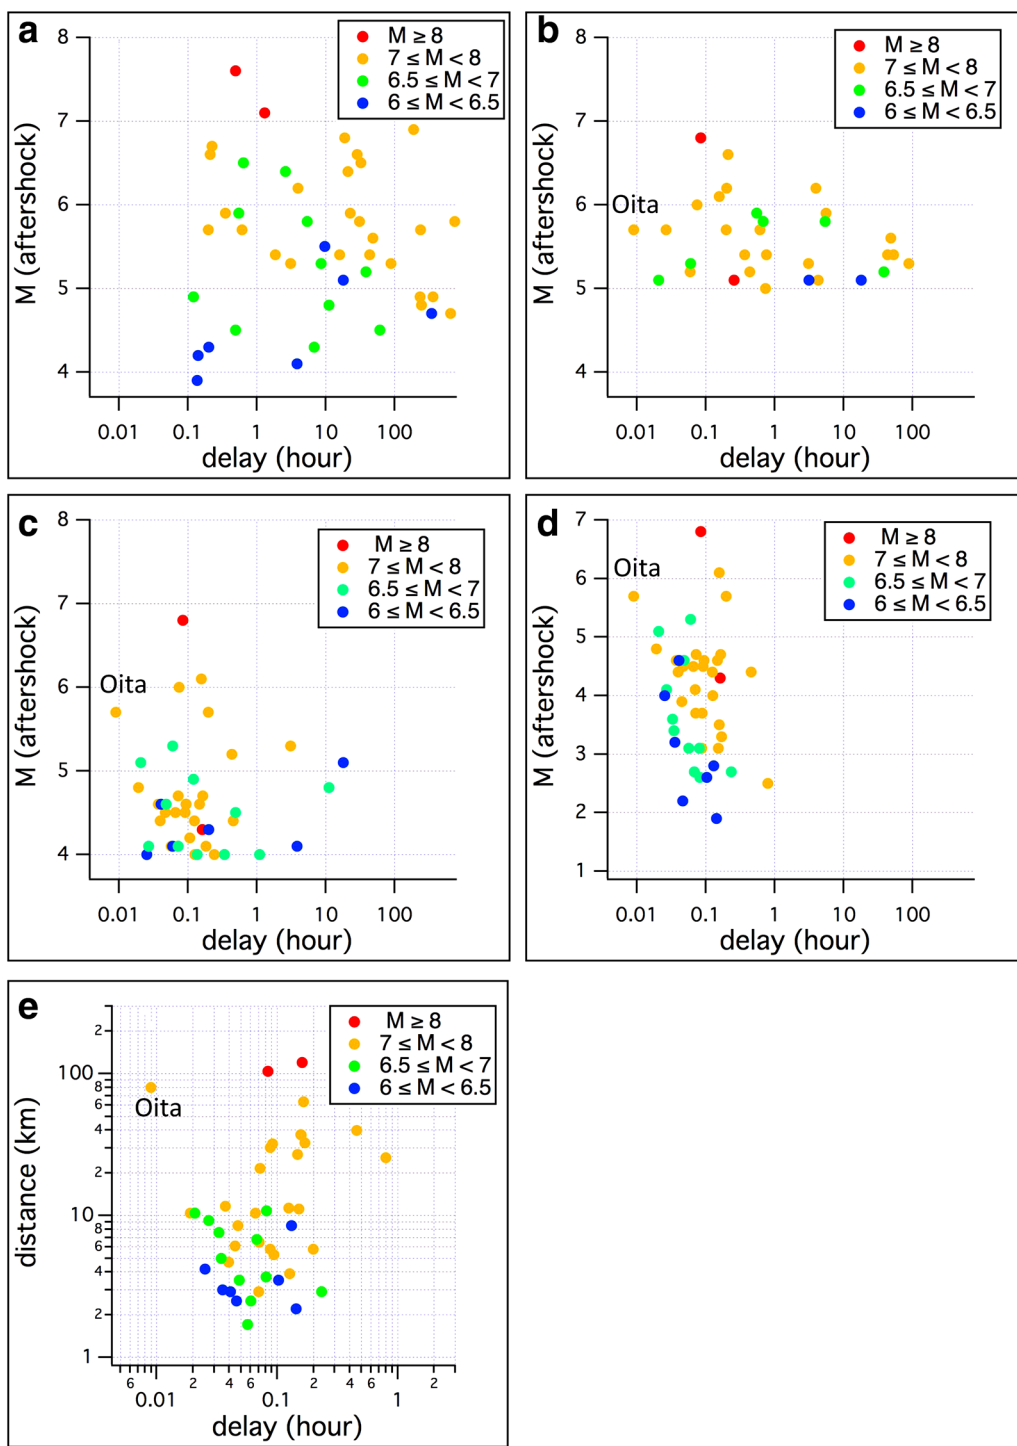 a
M ≥ 8
7 ≤ M < 8
6.5 ≤ M < 7
6 ≤ M < 6.5
8
7
6
5
4
M (aftershock)
0.01 0.1 1 10 100
delay (hour)
b
M ≥ 8
7 ≤ M < 8
6.5 ≤ M < 7
6 ≤ M < 6.5
8
7
6
5
4
Oita
M (aftershock)
0.01 0.1 1 10 100
delay (hour)
c
M ≥ 8
7 ≤ M < 8
6.5 ≤ M < 7
6 ≤ M < 6.5
8
7
6
5
4
Oita
M (aftershock)
0.01 0.1 1 10 100
delay (hour)
d
M ≥ 8
7 ≤ M < 8
6.5 ≤ M < 7
6 ≤ M < 6.5
7
6
5
4
3
2
1
Oita
M (aftershock)
0.01 0.1 1 10 100
delay (hour)
e
M ≥ 8
7 ≤ M < 8
6.5 ≤ M < 7
6 ≤ M < 6.5
2
100
8
6
4
2
10
8
6
4
2
1
Oita
distance (km)
6 2 4 6 2 4 6 2
0.01 0.1 1
delay (hour)